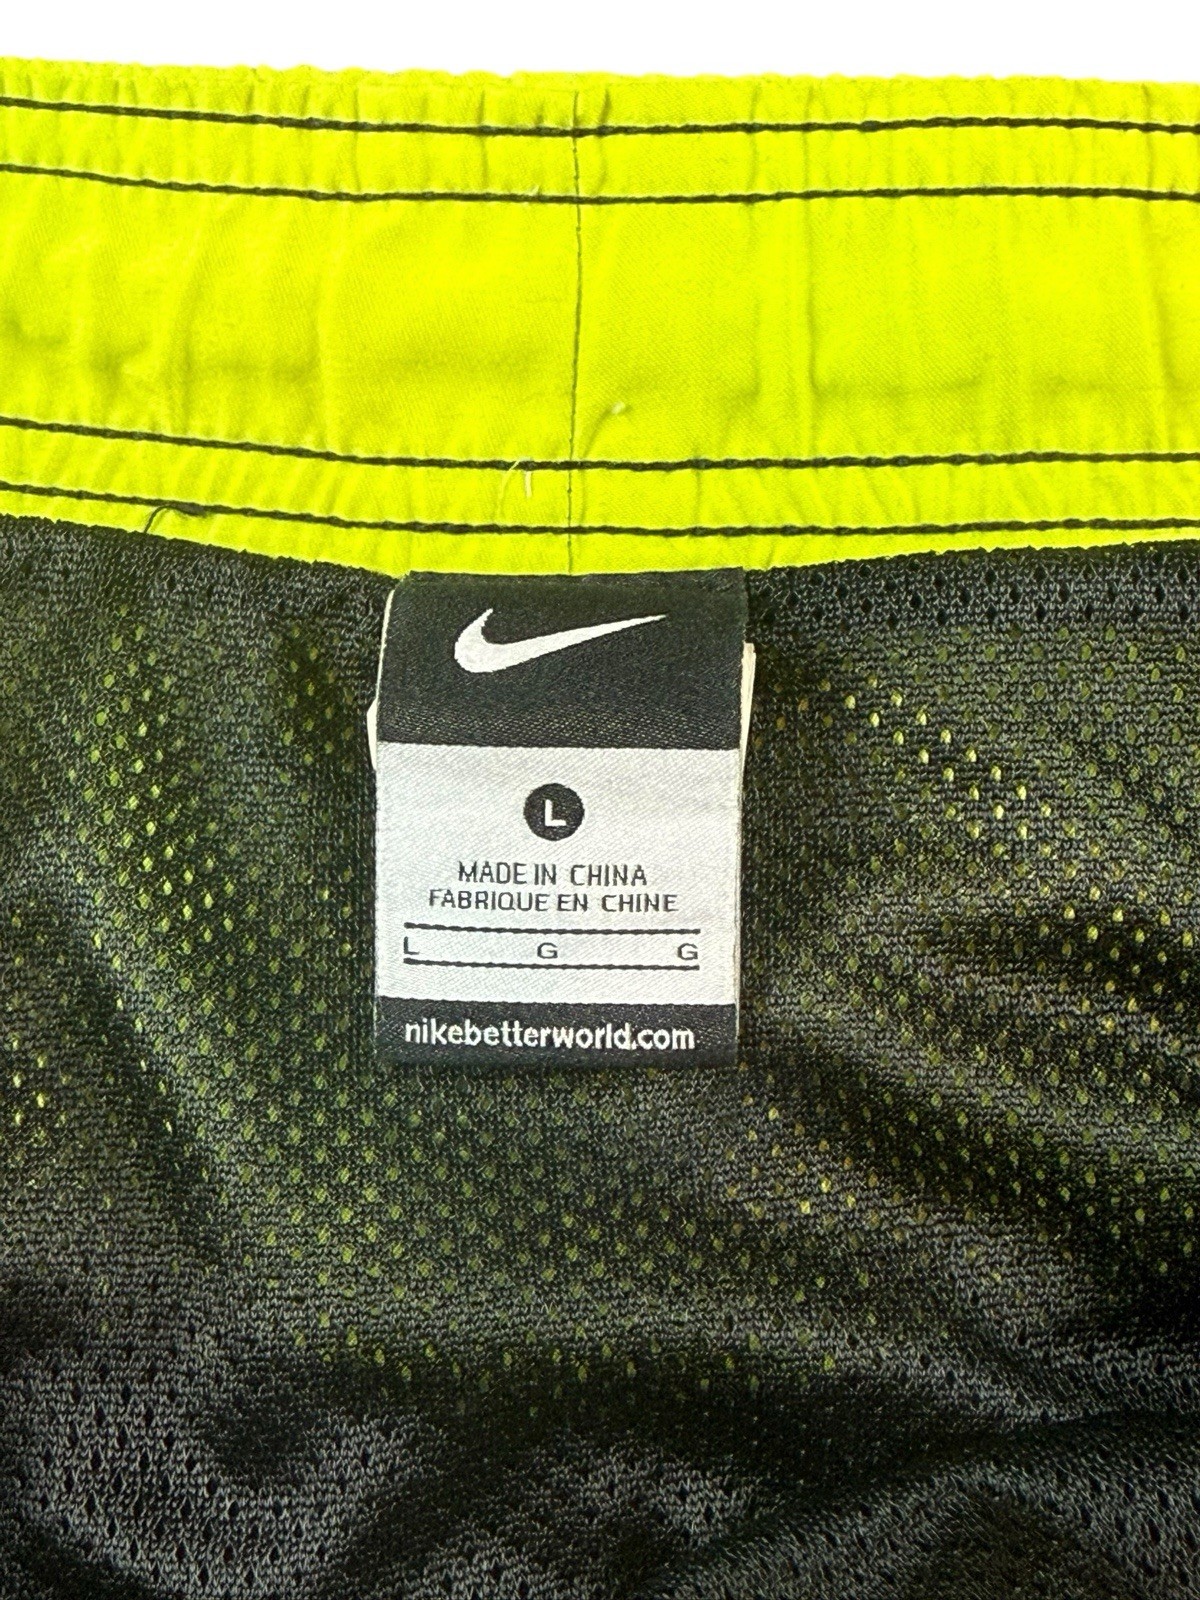 L
MADE IN CHINA
FABRIQUE EN CHINE
L G G
nikebetterworld.com